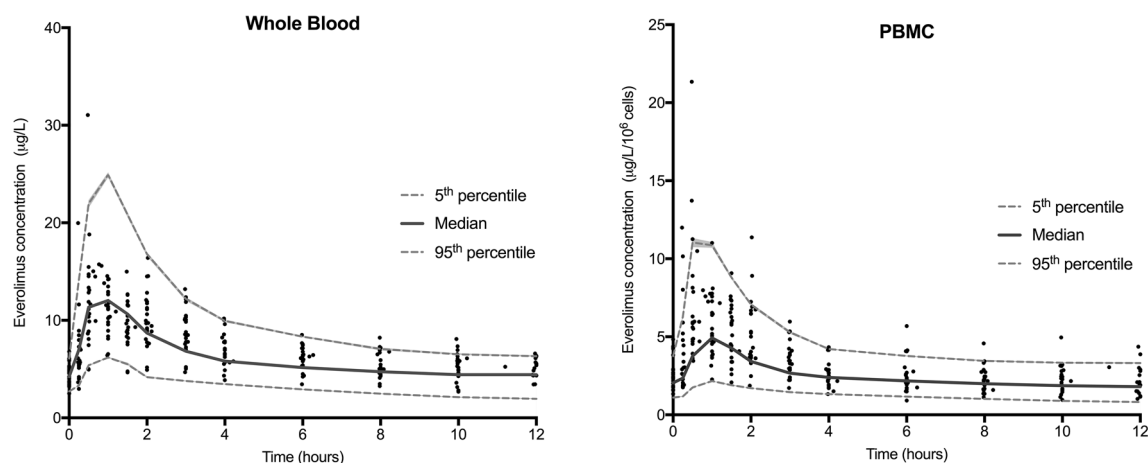 Whole Blood
Everolimus concentration (µg/L)
40
30
20
10
0
0 2 4 6 8 10 12
Time (hours)
5th percentile
Median
95th percentile
PBMC
Everolimus concentration (µg/L/10⁶ cells)
25
20
15
10
5
0
0 2 4 6 8 10 12
Time (hours)
5th percentile
Median
95th percentile